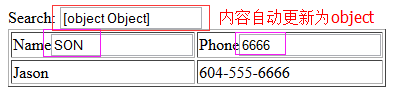 Search: [object Object] 内容自动更新为object
Name SON Phone 6666
Jason 604-555-6666